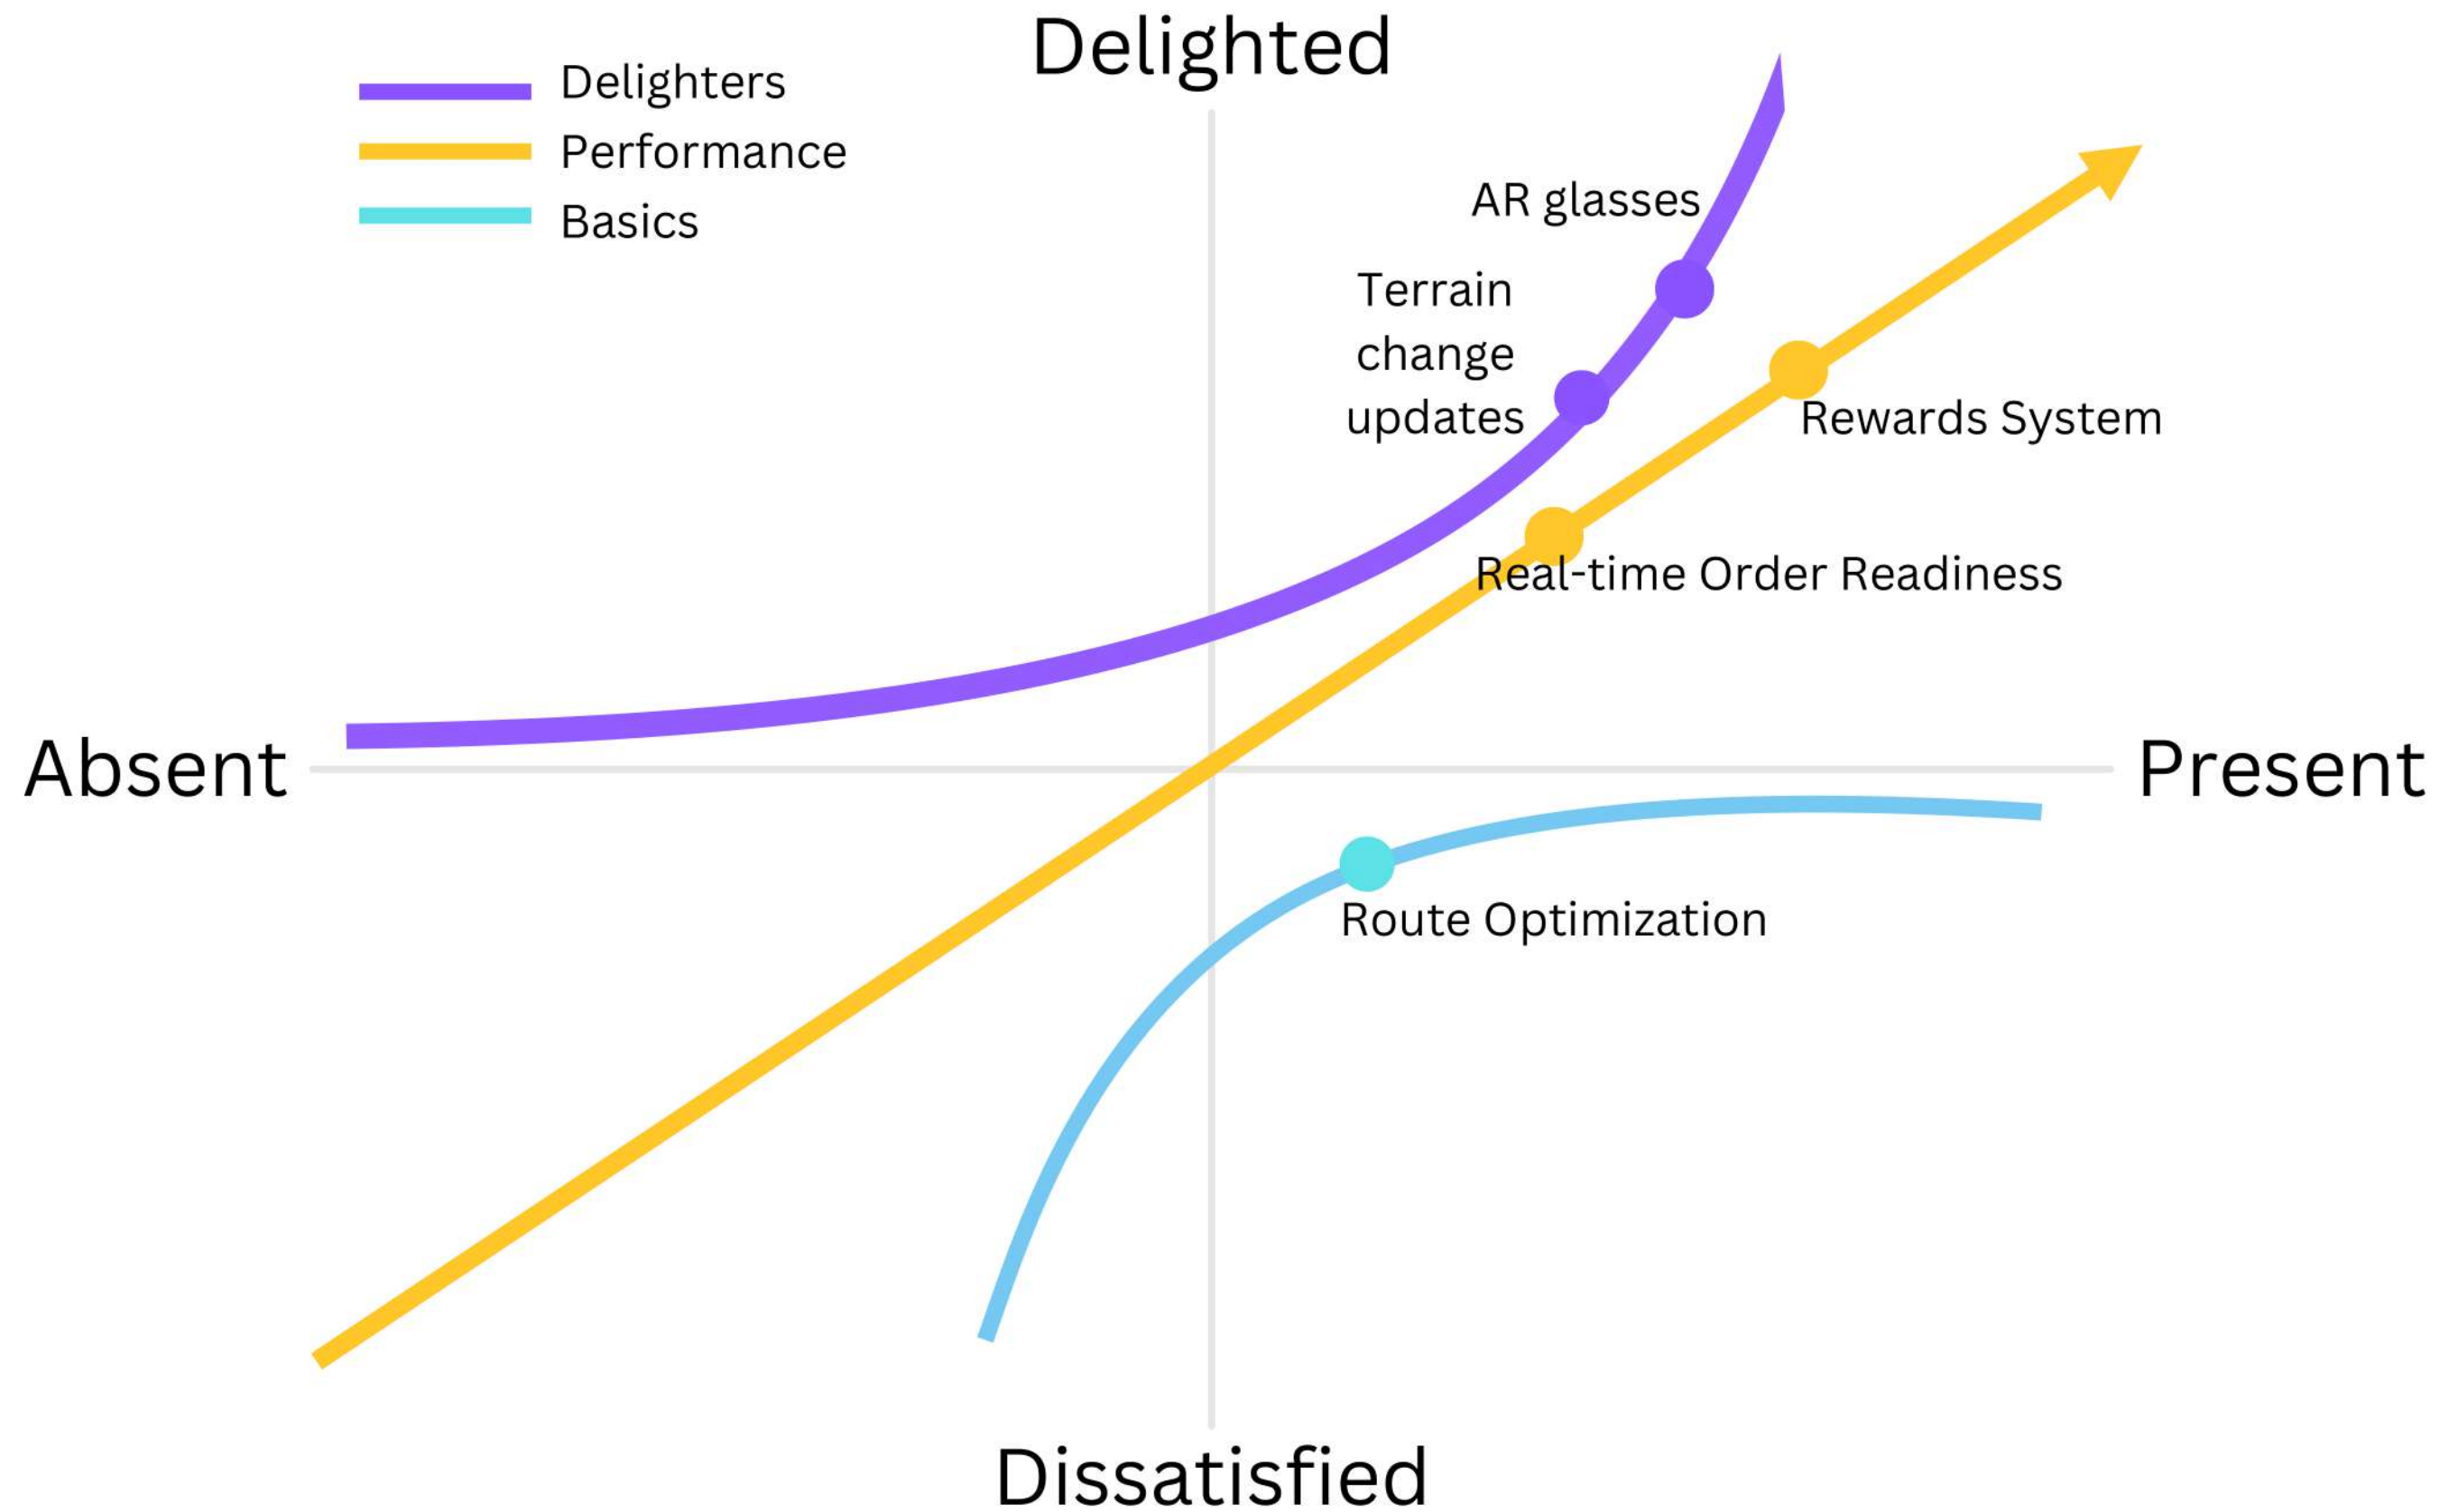 Delighted
Delighters
Performance
Basics
AR glasses
Terrain
change
updates
Rewards System
Real-time Order Readiness
Absent
Present
Route Optimization
Dissatisfied